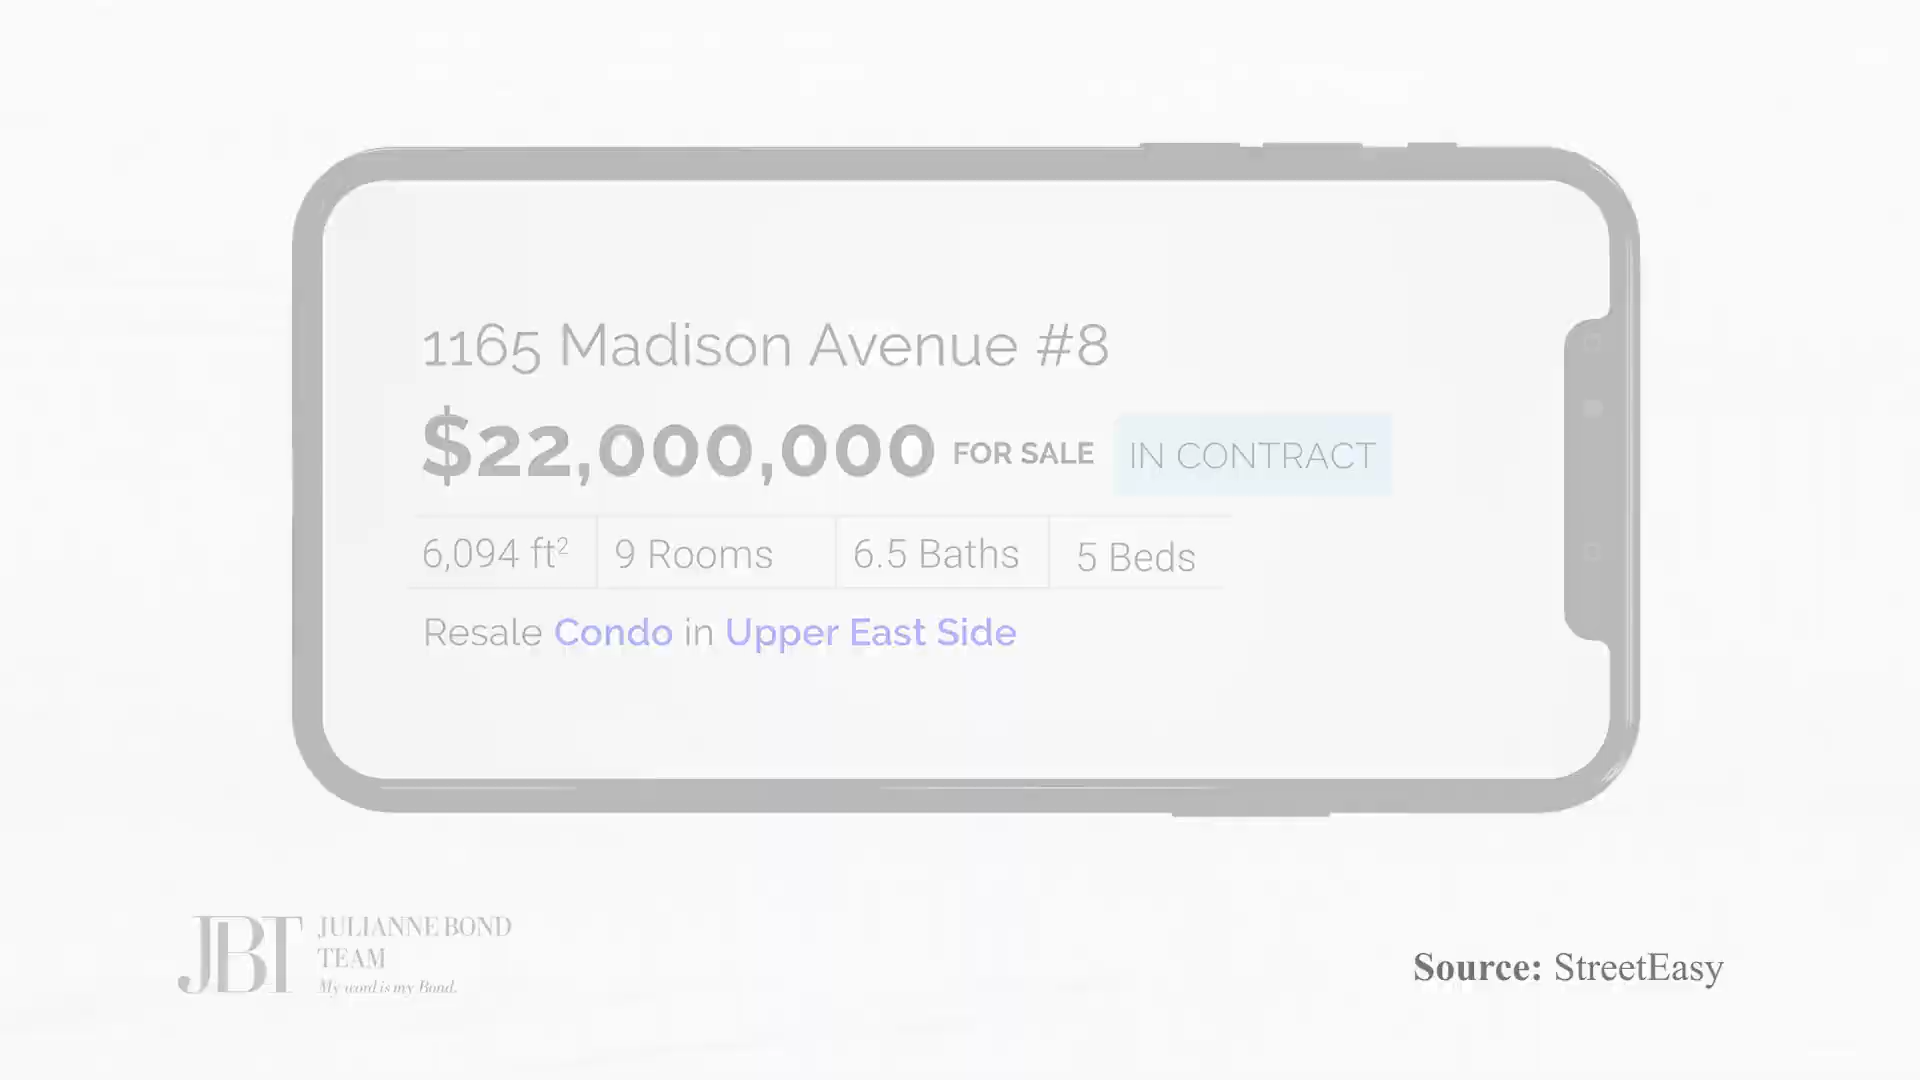 1165 Madison Avenue #8
$22,000,000 FOR SALE IN CONTRACT
6,094 ft² 9 Rooms 6.5 Baths 5 Beds
Resale Condo in Upper East Side
JBT JULIANNE BOND
TEAM
My word is my Bond.
Source: StreetEasy